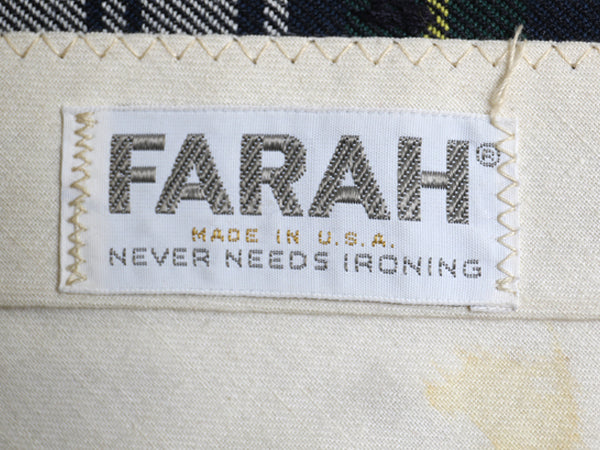 FARAH®
MADE IN U.S.A.
NEVER NEEDS IRONING